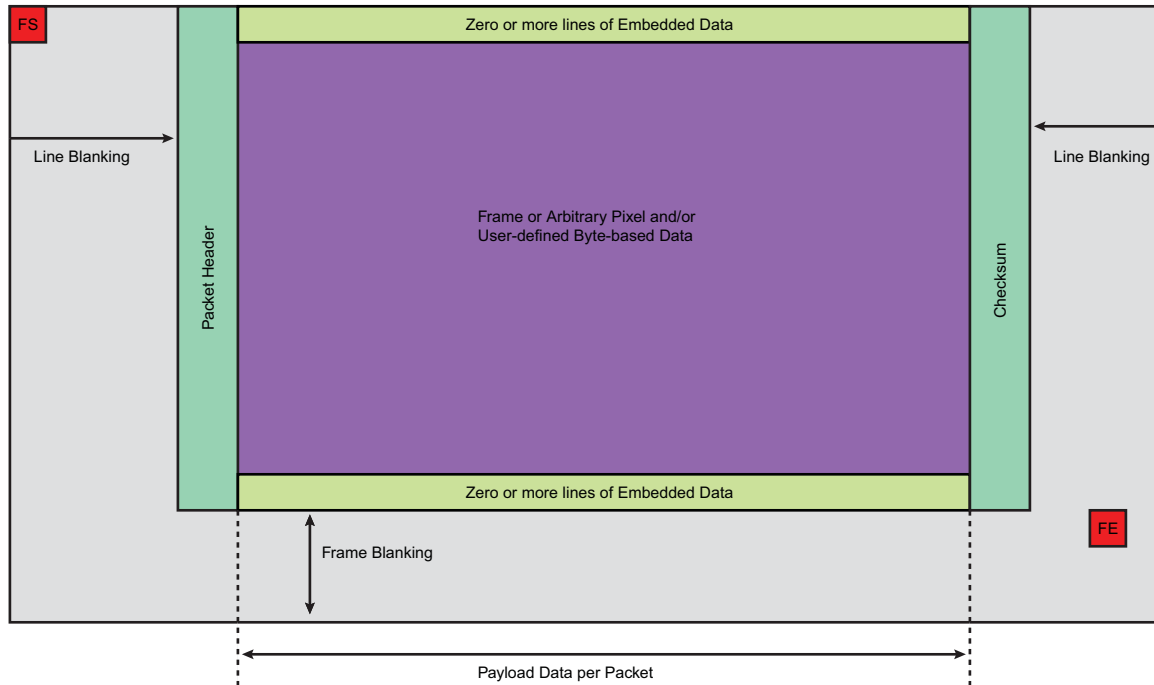 FS
Zero or more lines of Embedded Data
Line Blanking
Line Blanking
Packet Header
Frame or Arbitrary Pixel and/or
User-defined Byte-based Data
Checksum
Zero or more lines of Embedded Data
FE
Frame Blanking
Payload Data per Packet